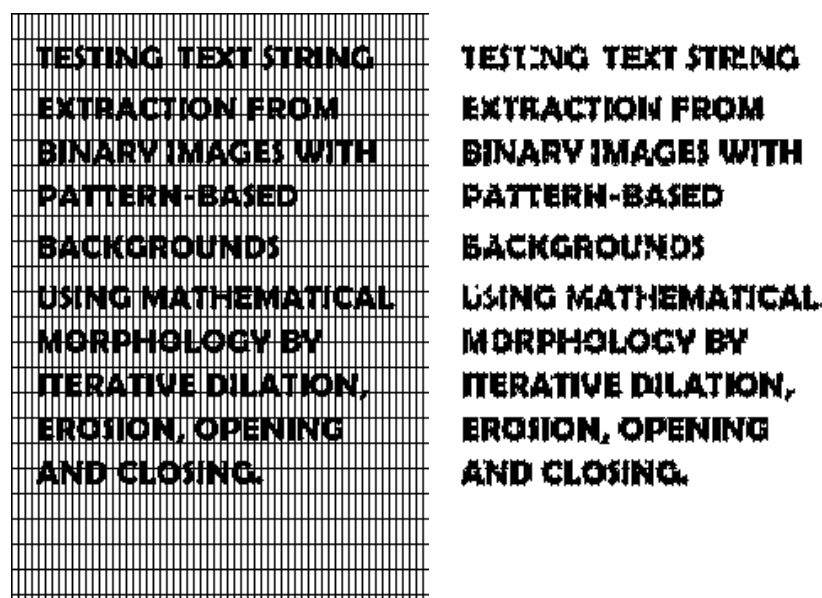 TESTING TEXT STRING
EXTRACTION FROM
BINARY IMAGES WITH
PATTERN-BASED
BACKGROUNDS
USING MATHEMATICAL
MORPHOLOGY BY
ITERATIVE DILATION,
EROSION, OPENING
AND CLOSING.
TESTING TEXT STRING
EXTRACTION FROM
BINARY IMAGES WITH
PATTERN-BASED
BACKGROUNDS
USING MATHEMATICAL
MORPHOLOGY BY
ITERATIVE DILATION,
EROSION, OPENING
AND CLOSING.